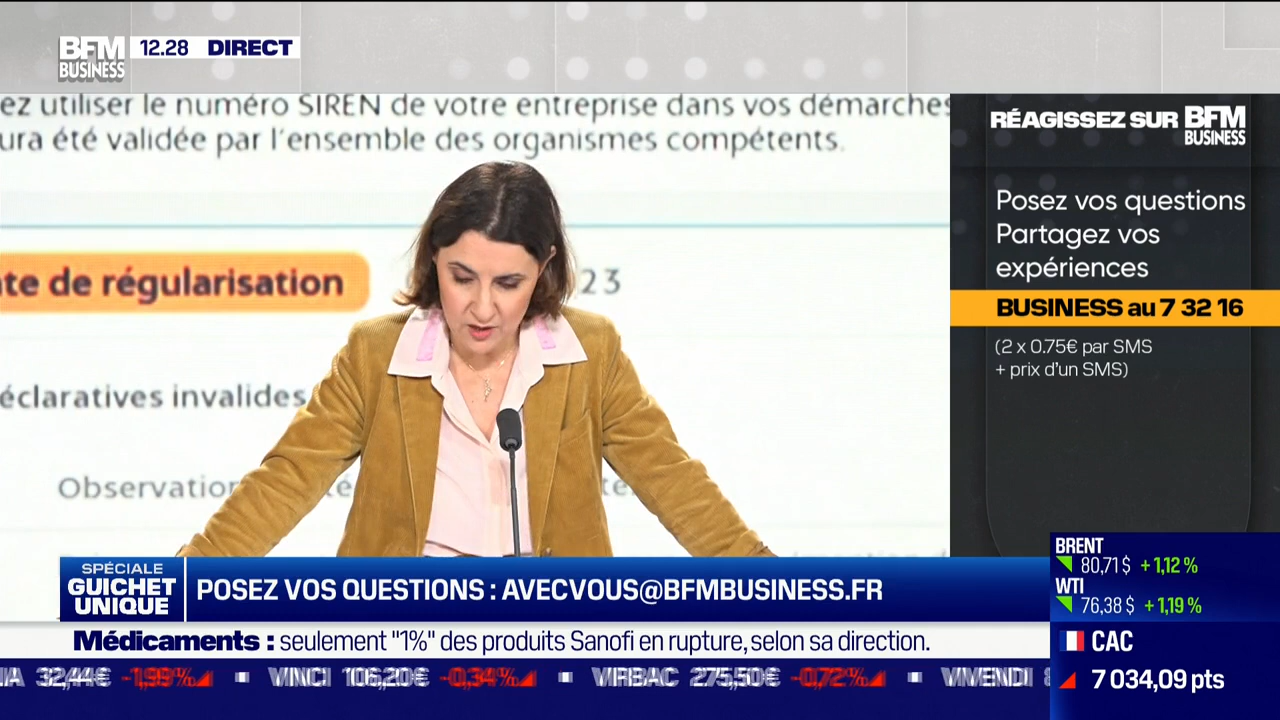 BFM
BUSINESS
12.28 DIRECT
ez utiliser le numéro SIREN de votre entreprise dans vos démarches
ura été validée par l'ensemble des organismes compétents.
te de régularisation
23
éclaratives invalides
Observation
RÉAGISSEZ SUR BFM
BUSINESS
Posez vos questions
Partagez vos
expériences
BUSINESS au 7 32 16
(2 x 0.75€ par SMS
+ prix d'un SMS)
BRENT
80,71 $ +1,12 %
WTI
76,38 $ +1,19 %
CAC
7 034,09 pts
SPÉCIALE
GUICHET
UNIQUE
POSEZ VOS QUESTIONS : AVECVOUS@BFMBUSINESS.FR
Médicaments : seulement "1%" des produits Sanofi en rupture, selon sa direction.
IA 32,44€ -1,99% VINCI 106,20€ -0,34% VIRBAC 275,50€ -0,72% VIVENDI